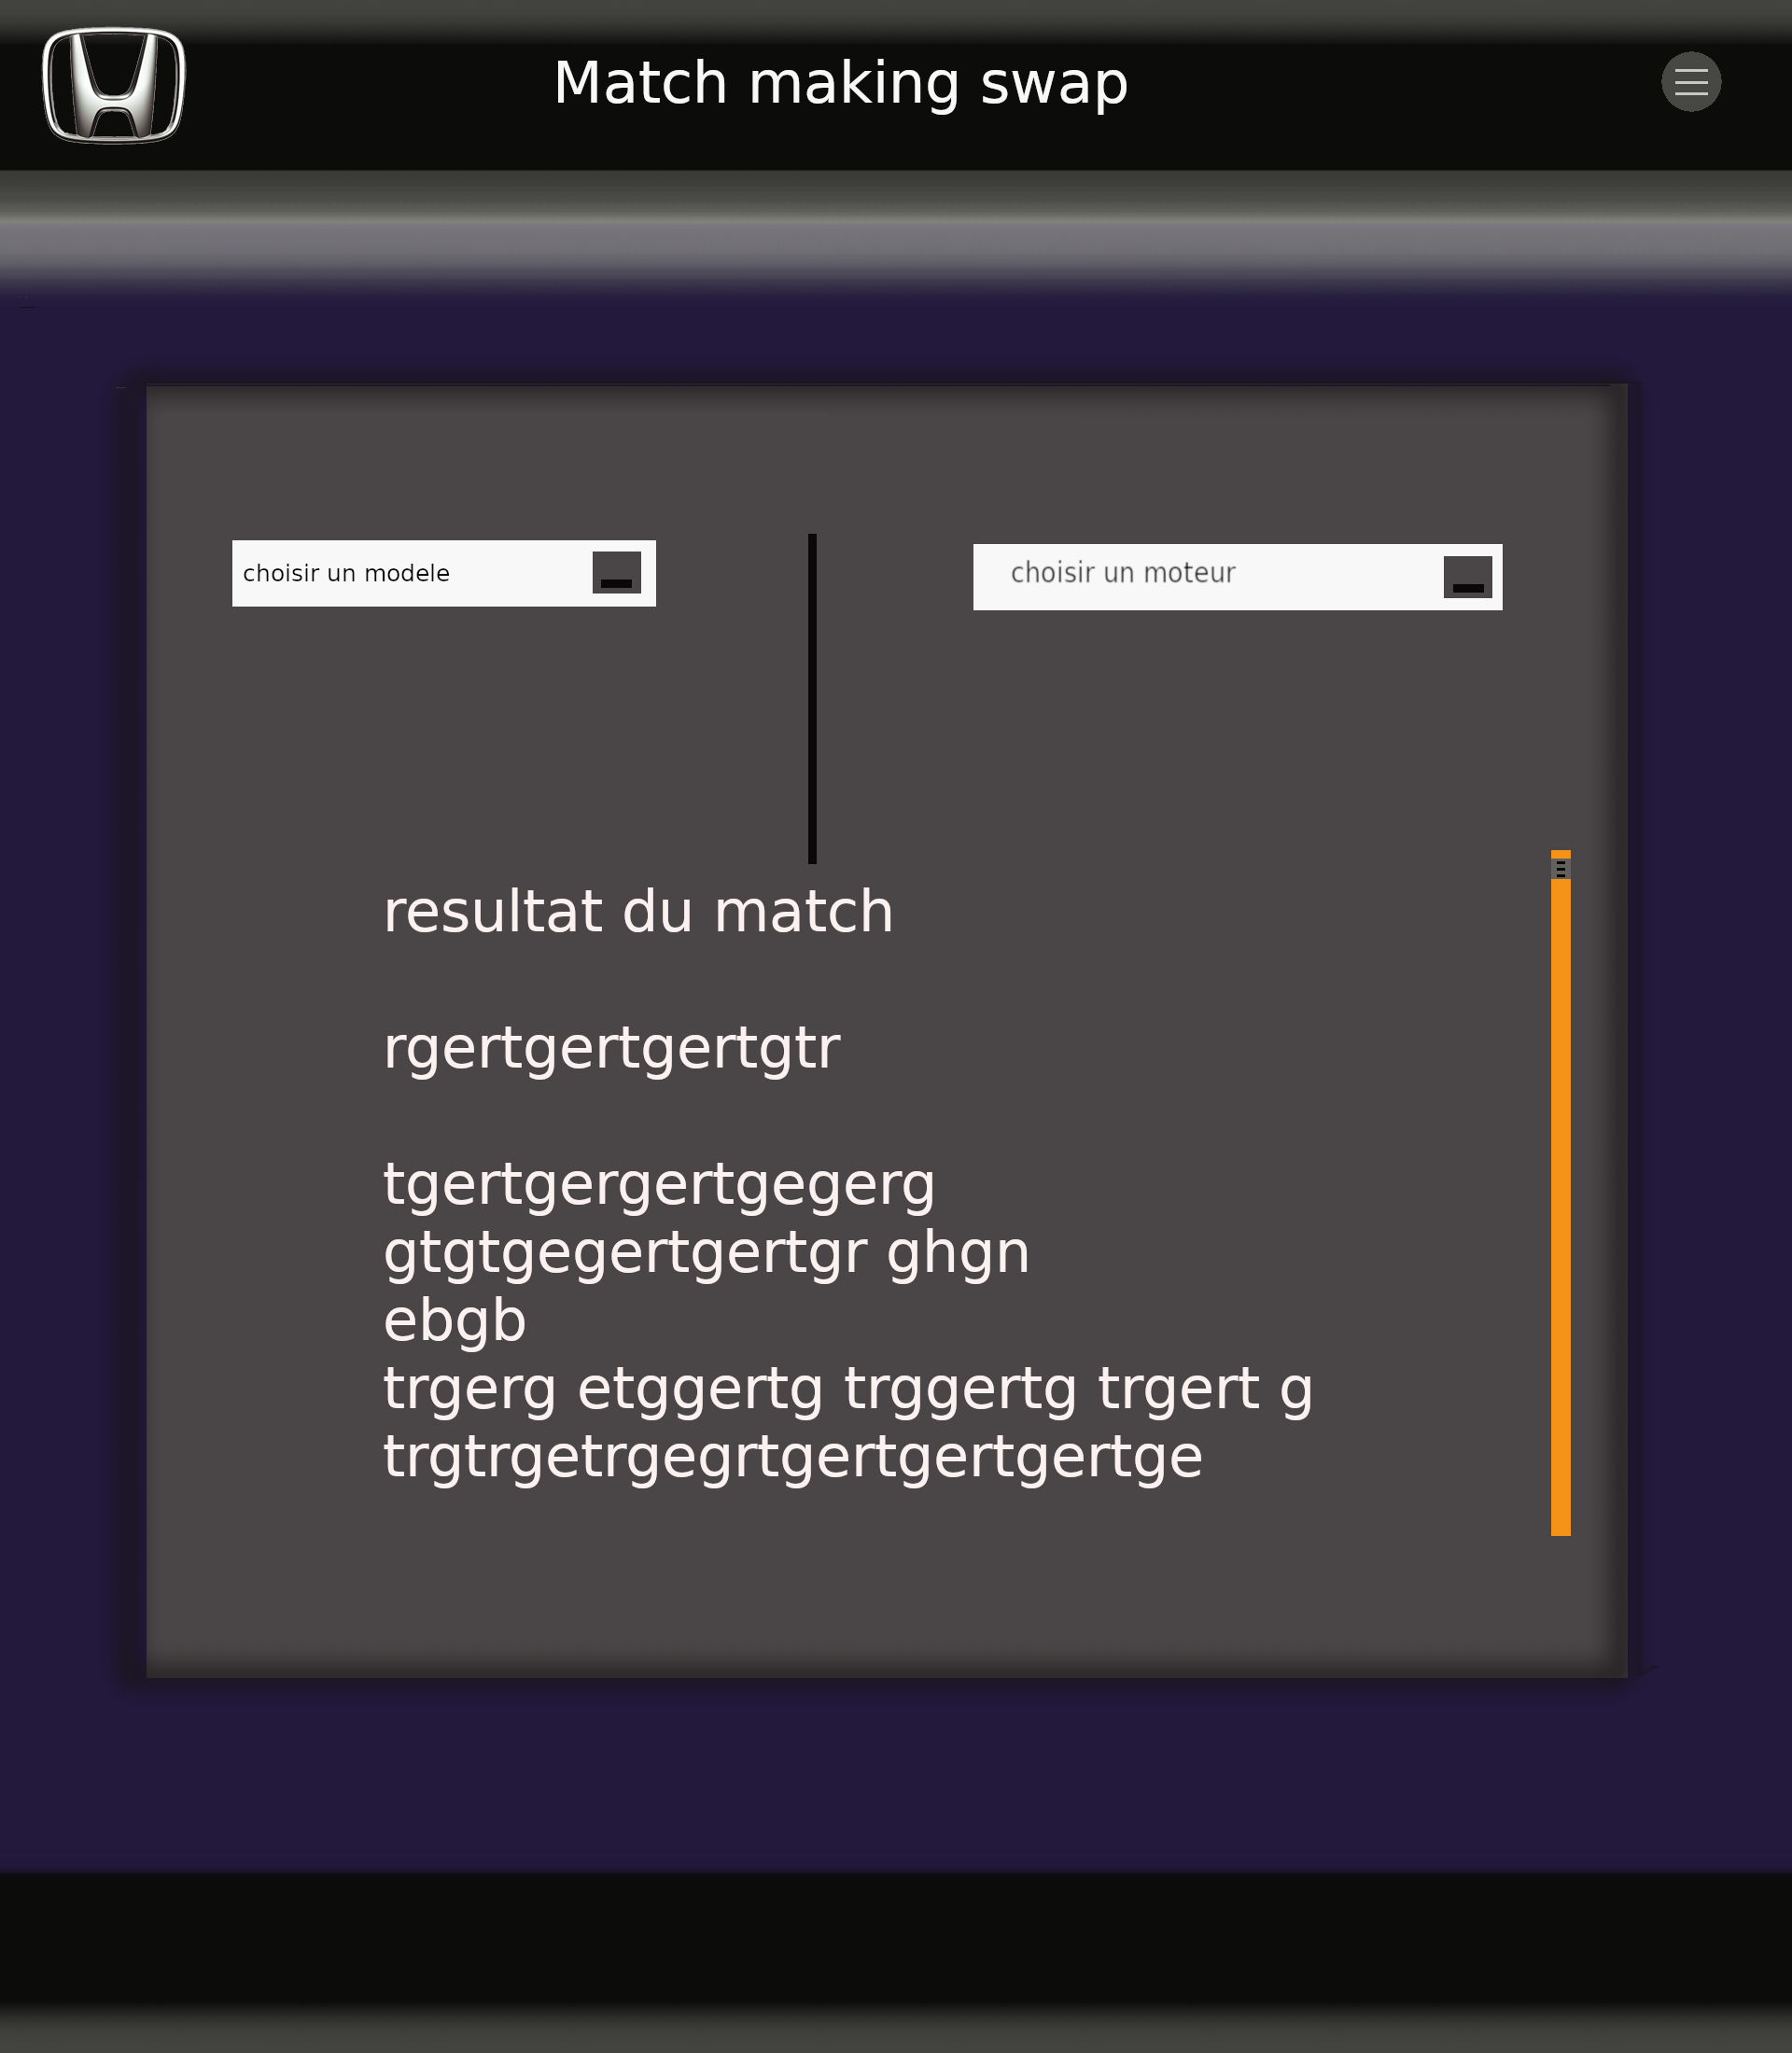 Match making swap
choisir un modele
choisir un moteur
resultat du match
rgertgertgertgtr
tgertgergertgegerg
gtgtgegertgertgr ghgn
ebgb
trgerg etggertg trggertg trgert g
trgtrgetrgegrtgertgertgertge